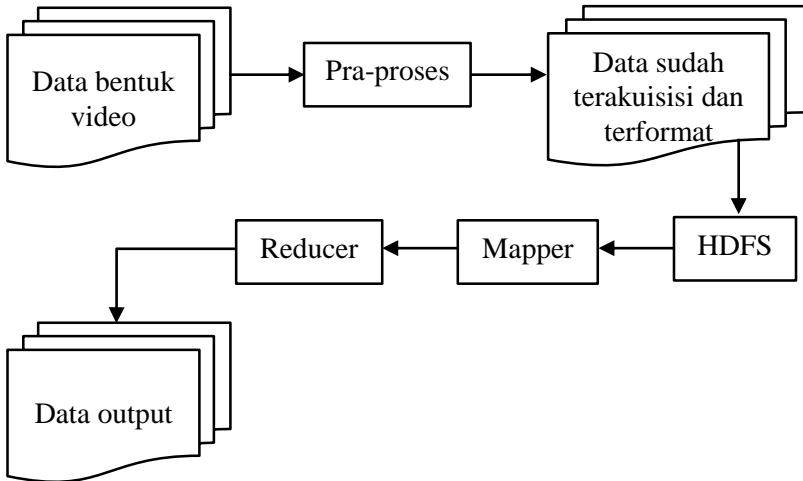 Data bentuk
video
Pra-proses
Data sudah
terakuisisi dan
terformat
HDFS
Mapper
Reducer
Data output